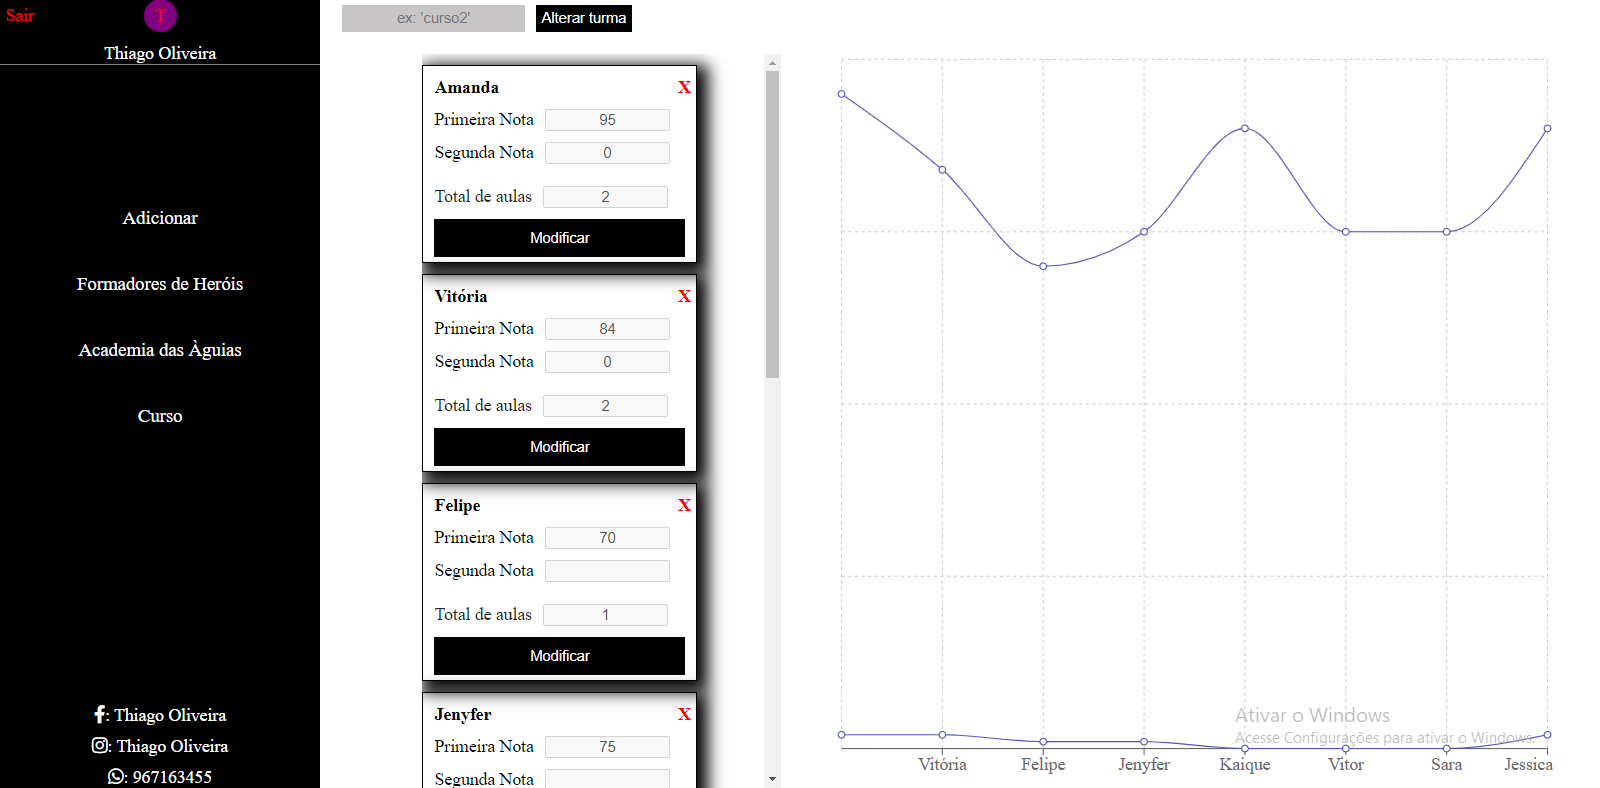 Sair
T
Thiago Oliveira
Adicionar
Formadores de Heróis
Academia das Àguias
Curso
: Thiago Oliveira
: Thiago Oliveira
: 967163455
ex: 'curso2'
Alterar turma
Amanda X
Primeira Nota 95
Segunda Nota 0
Total de aulas 2
Modificar
Vitória X
Primeira Nota 84
Segunda Nota 0
Total de aulas 2
Modificar
Felipe X
Primeira Nota 70
Segunda Nota
Total de aulas 1
Modificar
Jenyfer X
Primeira Nota 75
Segunda Nota
Ativar o Windows
Acesse Configurações para ativar o Windows.
Vitória Felipe Jenyfer Kaique Vitor Sara Jessica